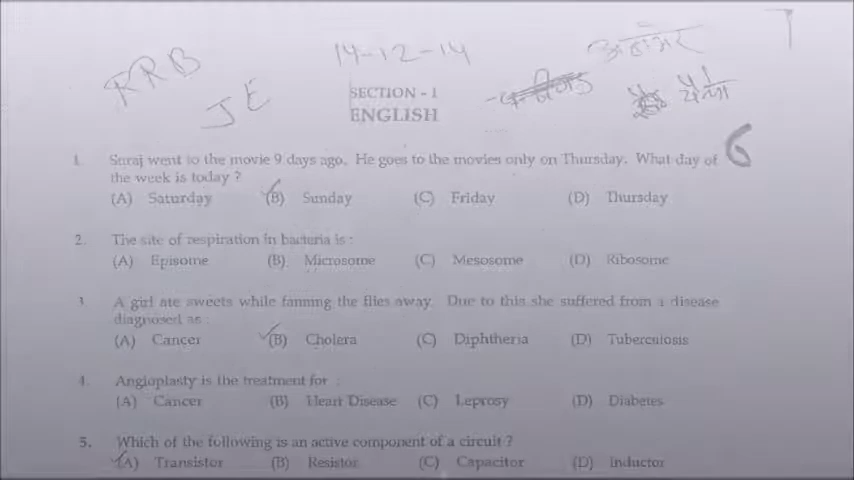 RRB
14-12-14
JE
SECTION - I
ENGLISH
6
1. Suraj went to the movie 9 days ago. He goes to the movies only on Thursday. What day of
the week is today ?
(A) Saturday (B) Sunday (C) Friday (D) Thursday
2. The site of respiration in bacteria is :
(A) Episome (B) Microsome (C) Mesosome (D) Ribosome
3. A girl ate sweets while fanning the flies away. Due to this she suffered from a disease
diagnosed as :
(A) Cancer (B) Cholera (C) Diphtheria (D) Tuberculosis
4. Angioplasty is the treatment for :
(A) Cancer (B) Heart Disease (C) Leprosy (D) Diabetes
5. Which of the following is an active component of a circuit ?
(A) Transistor (B) Resistor (C) Capacitor (D) Inductor